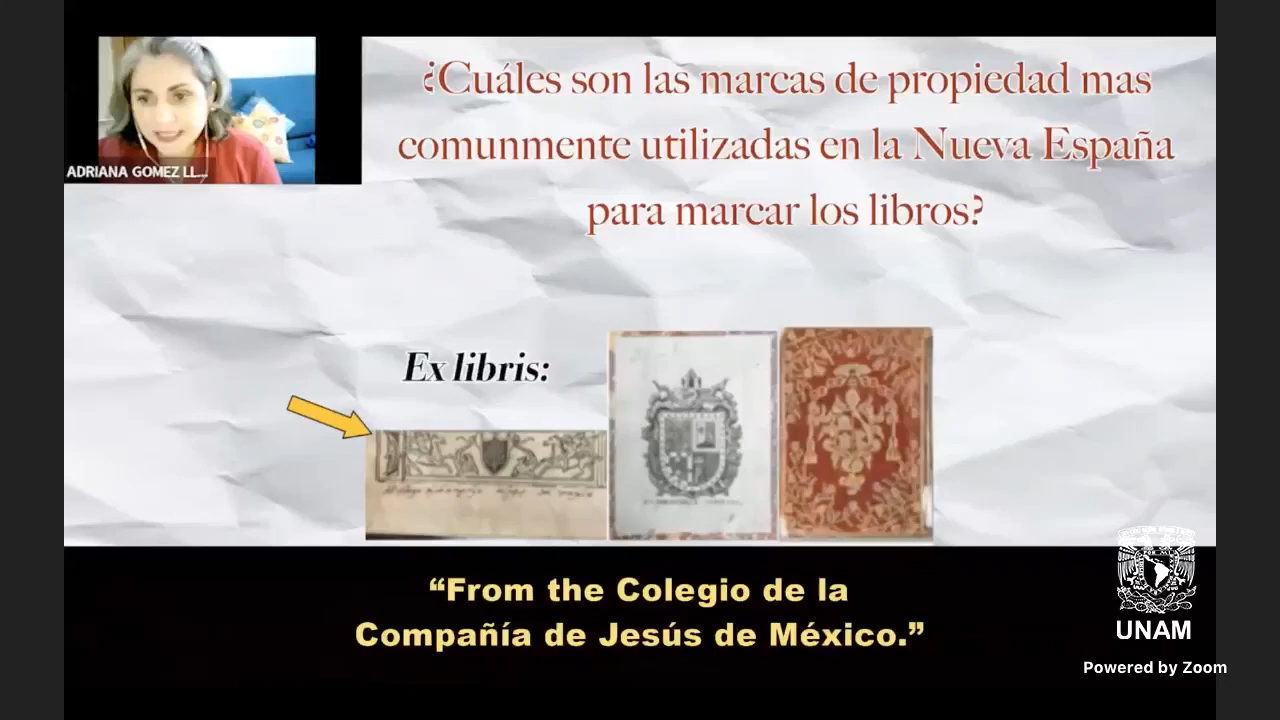 ADRIANA GOMEZ LL...
¿Cuáles son las marcas de propiedad mas
comunmente utilizadas en la Nueva España
para marcar los libros?
Ex libris:
“From the Colegio de la
Compañía de Jesús de México.”
UNAM
Powered by Zoom